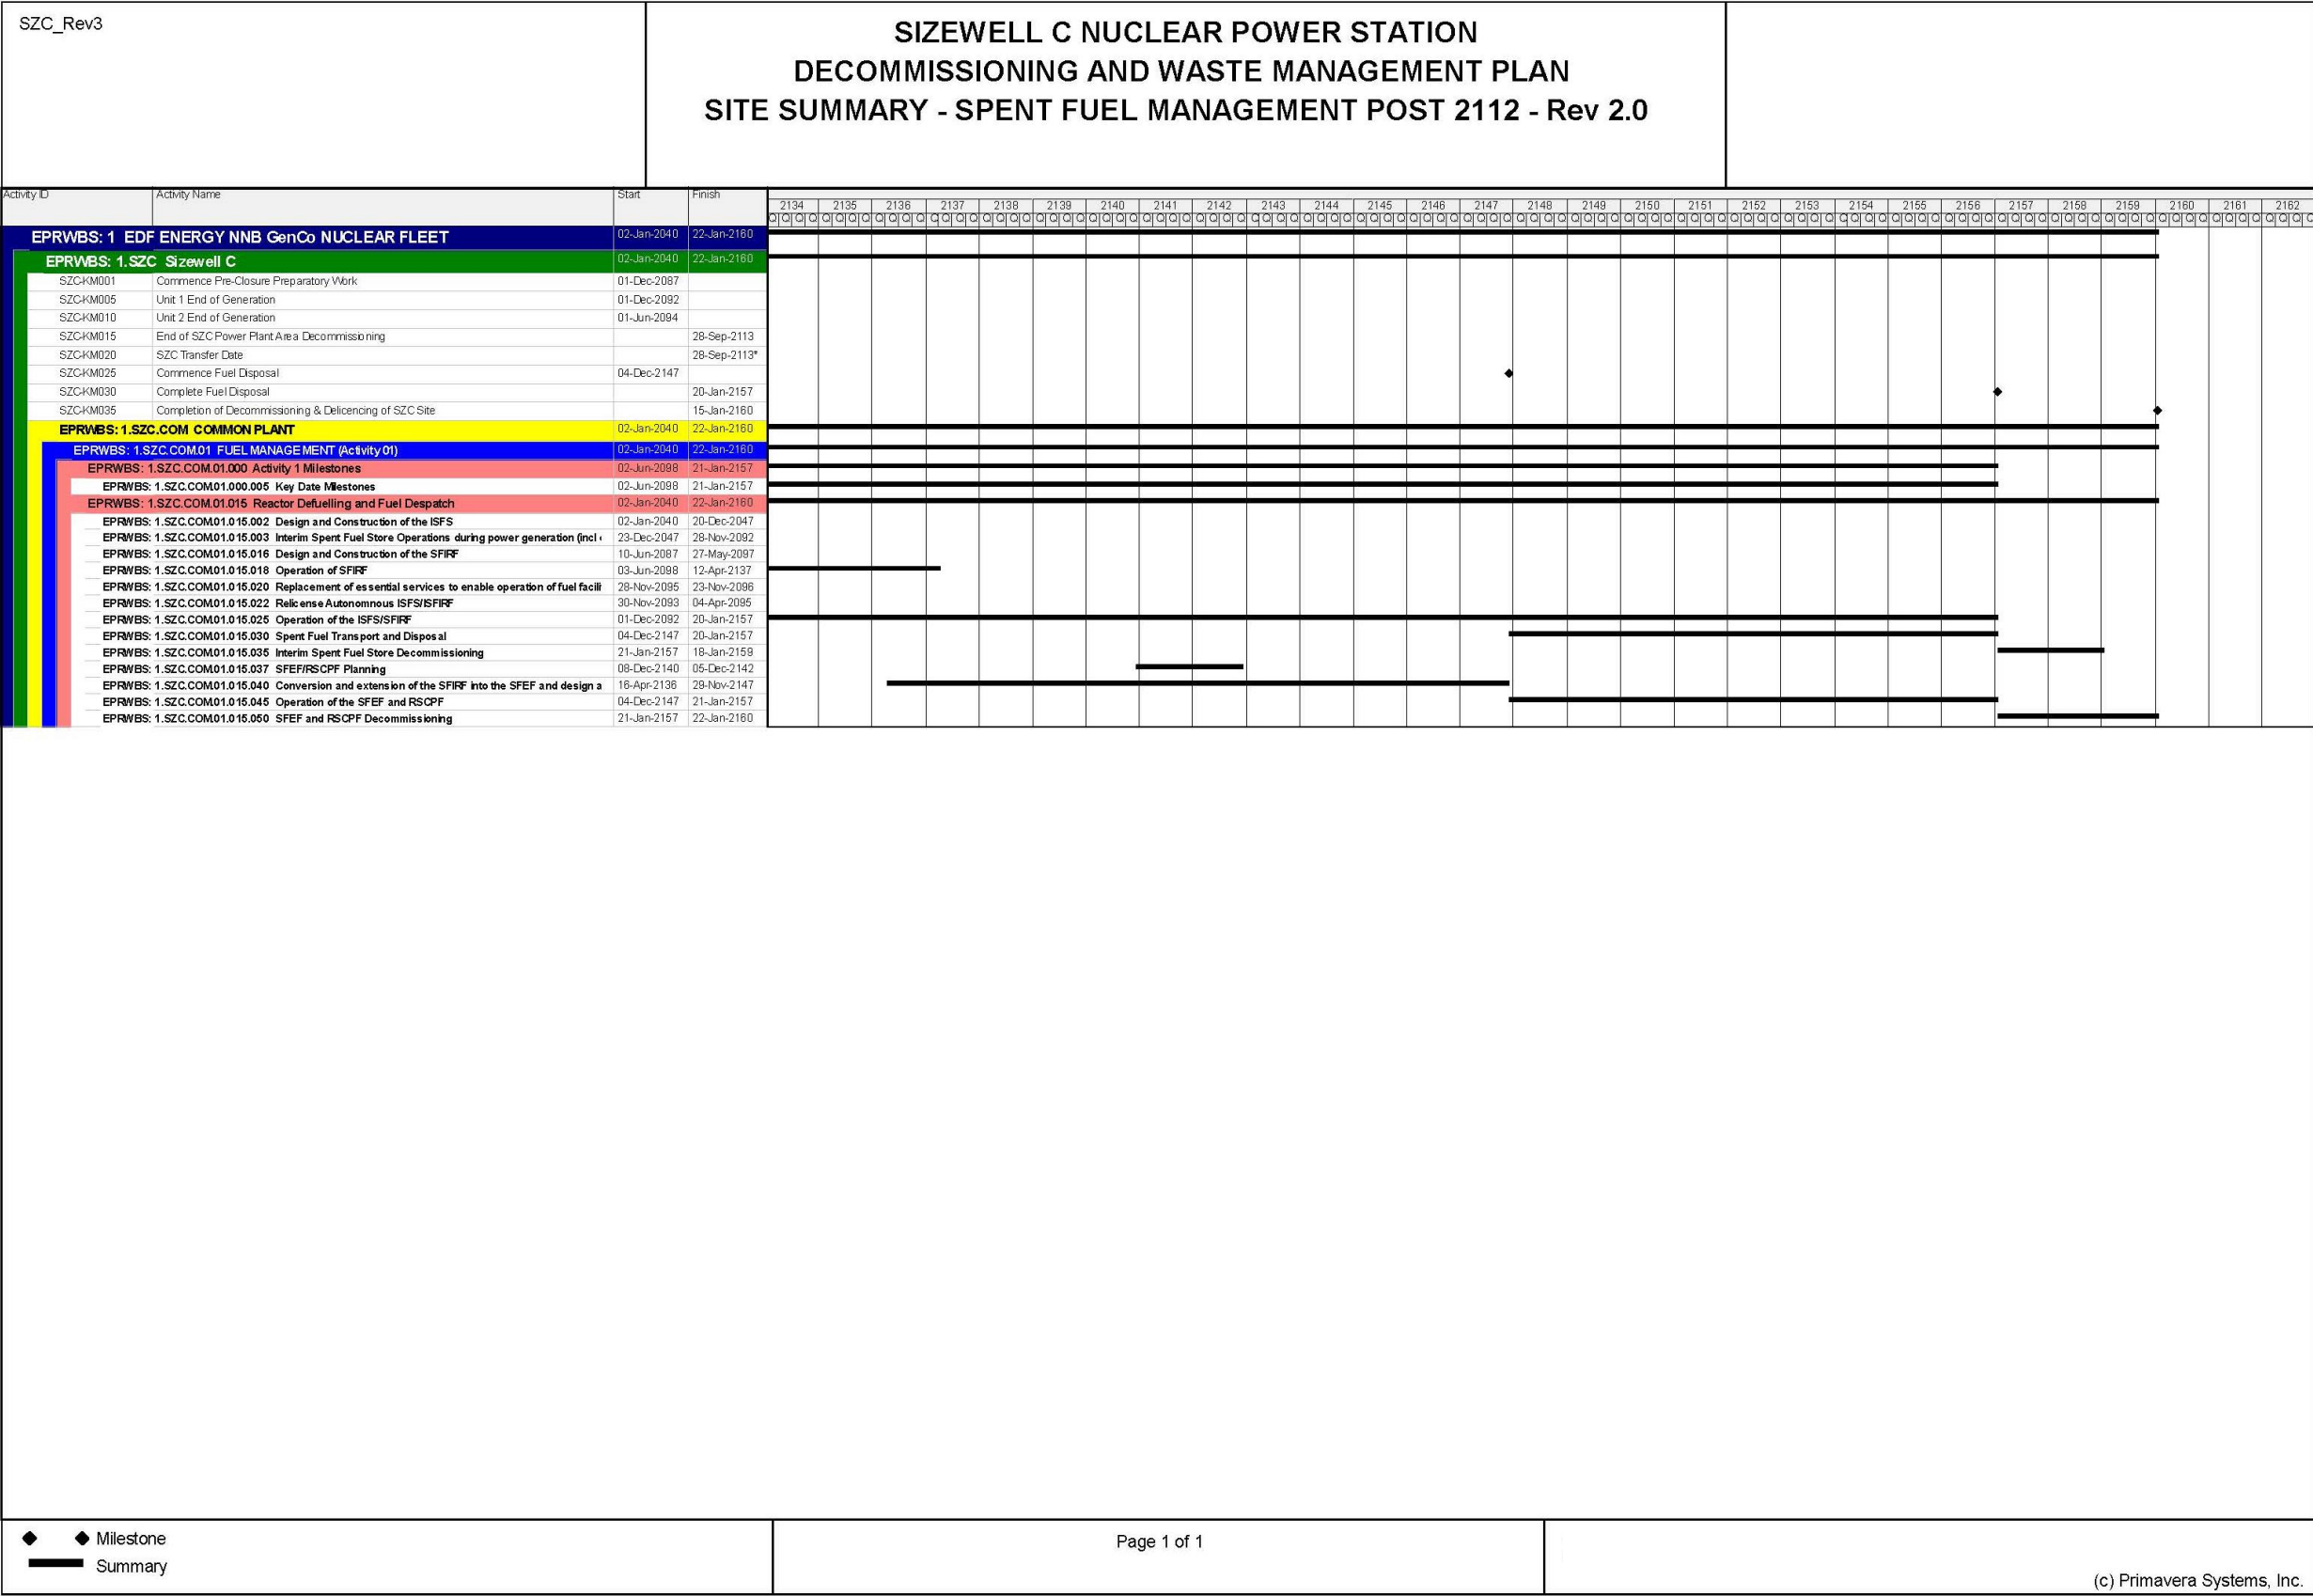 SZC_Rev3
SIZEWELL C NUCLEAR POWER STATION
DECOMMISSIONING AND WASTE MANAGEMENT PLAN
SITE SUMMARY - SPENT FUEL MANAGEMENT POST 2112 - Rev 2.0
Activity ID Activity Name Start Finish
2134 2135 2136 2137 2138 2139 2140 2141 2142 2143 2144 2145 2146 2147 2148 2149 2150 2151 2152 2153 2154 2155 2156 2157 2158 2159 2160 2161 2162
Q Q Q Q Q Q Q Q Q Q Q Q Q Q Q Q Q Q Q Q Q Q Q Q Q Q Q Q Q Q Q Q Q Q Q Q Q Q Q Q Q Q Q Q Q Q Q Q Q Q Q Q Q Q Q Q Q Q Q Q Q Q Q Q Q Q Q Q Q Q Q Q Q Q Q Q Q Q Q Q Q Q Q Q Q Q Q Q Q Q Q Q Q Q Q Q Q Q Q Q Q Q Q Q Q Q Q Q Q Q Q Q Q Q Q Q
EPRWBS: 1 EDF ENERGY NNB GenCo NUCLEAR FLEET 02-Jan-2040 22-Jan-2160
EPRWBS: 1.SZC Sizewell C 02-Jan-2040 22-Jan-2160
SZC-KM001 Commence Pre-Closure Preparatory Work 01-Dec-2087
SZC-KM005 Unit 1 End of Generation 01-Dec-2092
SZC-KM010 Unit 2 End of Generation 01-Jun-2094
SZC-KM015 End of SZC Power Plant Area Decommissioning 28-Sep-2113
SZC-KM020 SZC Transfer Date 28-Sep-2113*
SZC-KM025 Commence Fuel Disposal 04-Dec-2147
SZC-KM030 Complete Fuel Disposal 20-Jan-2157
SZC-KM035 Completion of Decommissioning & Delicencing of SZC Site 15-Jan-2160
EPRWBS: 1.SZC.COM COMMON PLANT 02-Jan-2040 22-Jan-2160
EPRWBS: 1.SZC.COM.01 FUEL MANAGEMENT (Activity 01) 02-Jan-2040 22-Jan-2160
EPRWBS: 1.SZC.COM.01.000 Activity 1 Milestones 02-Jun-2098 21-Jan-2157
EPRWBS: 1.SZC.COM.01.000.005 Key Date Milestones 02-Jun-2098 21-Jan-2157
EPRWBS: 1.SZC.COM.01.015 Reactor Defuelling and Fuel Despatch 02-Jan-2040 22-Jan-2160
EPRWBS: 1.SZC.COM.01.015.002 Design and Construction of the ISFS 02-Jan-2040 20-Dec-2047
EPRWBS: 1.SZC.COM.01.015.003 Interim Spent Fuel Store Operations during power generation (incl 23-Dec-2047 28-Nov-2092
EPRWBS: 1.SZC.COM.01.015.016 Design and Construction of the SFIRF 10-Jun-2087 27-May-2097
EPRWBS: 1.SZC.COM.01.015.018 Operation of SFIRF 03-Jun-2098 12-Apr-2137
EPRWBS: 1.SZC.COM.01.015.020 Replacement of essential services to enable operation of fuel facili 28-Nov-2095 23-Nov-2096
EPRWBS: 1.SZC.COM.01.015.022 Relicense Autonomnous ISFS/ISFIRF 30-Nov-2093 04-Apr-2095
EPRWBS: 1.SZC.COM.01.015.025 Operation of the ISFS/SFIRF 01-Dec-2092 20-Jan-2157
EPRWBS: 1.SZC.COM.01.015.030 Spent Fuel Transport and Disposal 04-Dec-2147 20-Jan-2157
EPRWBS: 1.SZC.COM.01.015.035 Interim Spent Fuel Store Decommissioning 21-Jan-2157 18-Jan-2159
EPRWBS: 1.SZC.COM.01.015.037 SFEF/RSCPF Planning 08-Dec-2140 05-Dec-2142
EPRWBS: 1.SZC.COM.01.015.040 Conversion and extension of the SFIRF into the SFEF and design a 16-Apr-2136 29-Nov-2147
EPRWBS: 1.SZC.COM.01.015.045 Operation of the SFEF and RSCPF 04-Dec-2147 21-Jan-2157
EPRWBS: 1.SZC.COM.01.015.050 SFEF and RSCPF Decommissioning 21-Jan-2157 22-Jan-2160
Milestone
Summary
Page 1 of 1
(c) Primavera Systems, Inc.